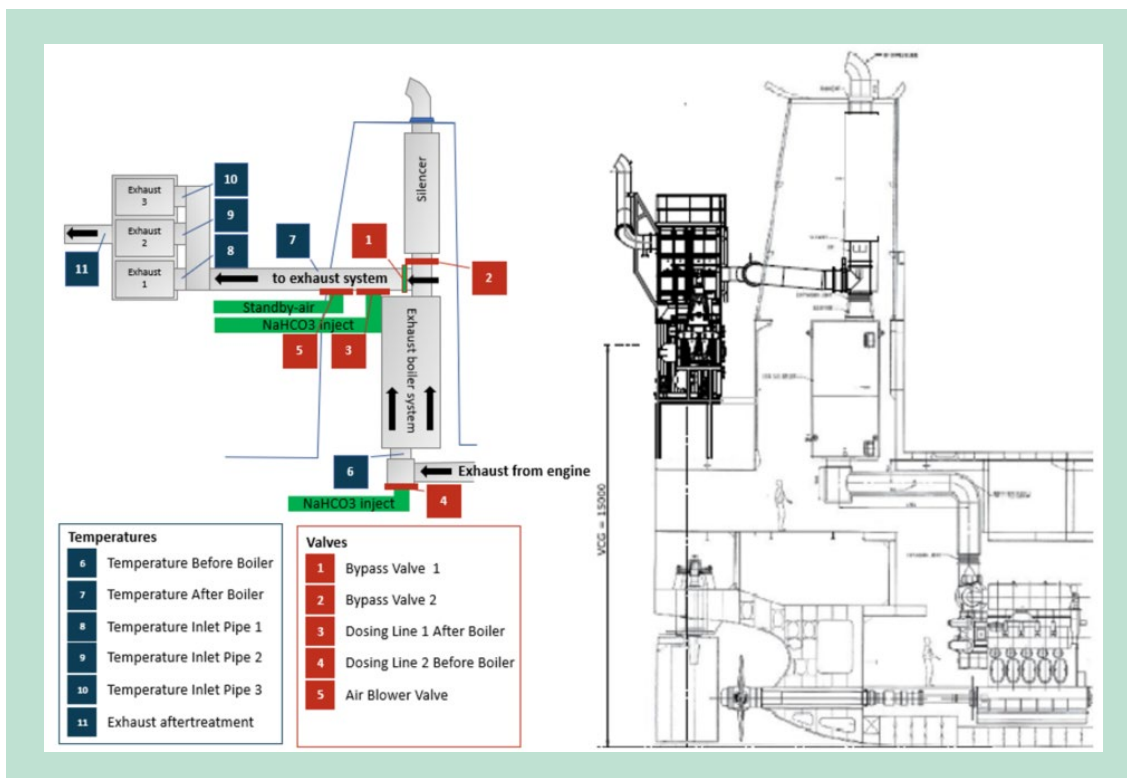 10
Exhaust
3
9
Exhaust
2
8
11
Exhaust
1
7
1
2
to exhaust system
Silencer
Standby-air
NaHCO3 inject
5
3
Exhaust boiler system
6
Exhaust from engine
NaHCO3 inject
4
Temperatures
6 Temperature Before Boiler
7 Temperature After Boiler
8 Temperature Inlet Pipe 1
9 Temperature Inlet Pipe 2
10 Temperature Inlet Pipe 3
11 Exhaust aftertreatment
Valves
1 Bypass Valve 1
2 Bypass Valve 2
3 Dosing Line 1 After Boiler
4 Dosing Line 2 Before Boiler
5 Air Blower Valve
VCG = 15000